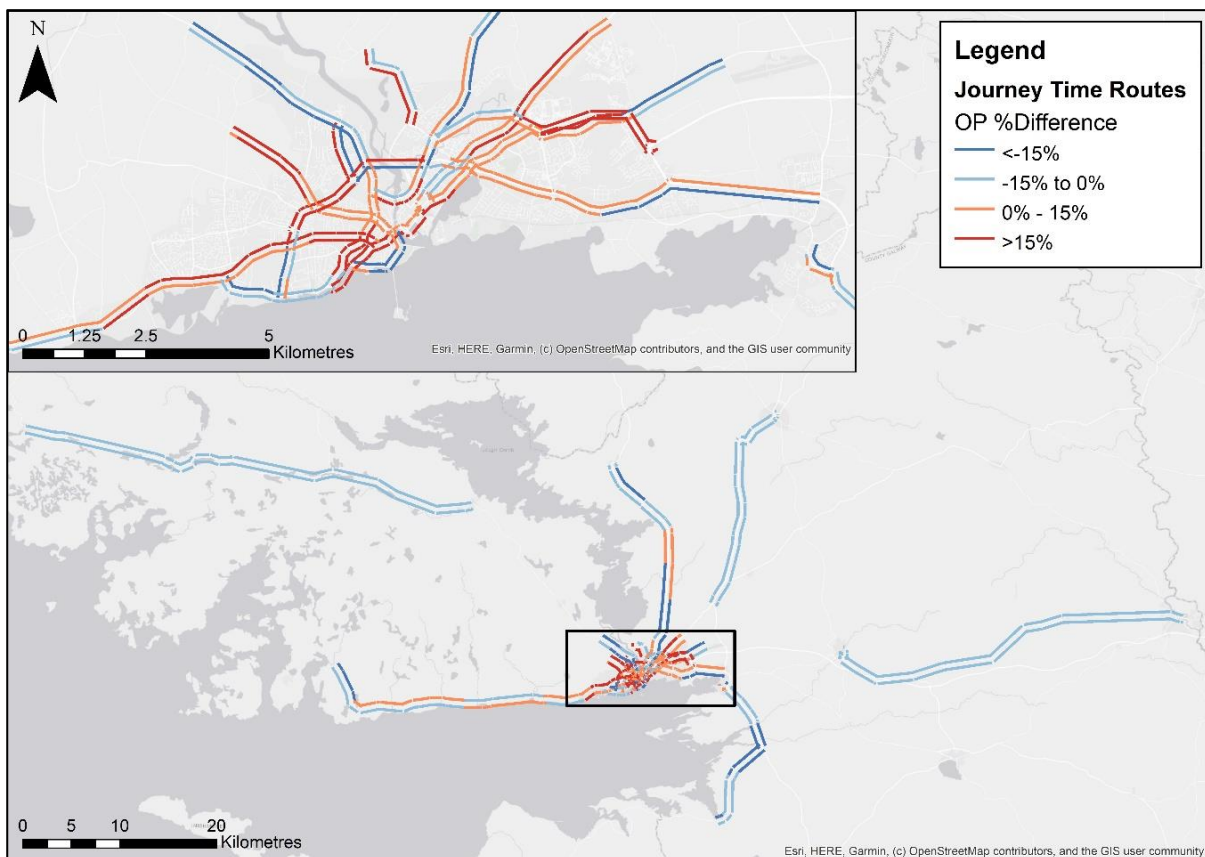 N
Legend
Journey Time Routes
OP %Difference
<-15%
-15% to 0%
0% - 15%
>15%
0 1.25 2.5 5
Kilometres
Esri, HERE, Garmin, (c) OpenStreetMap contributors, and the GIS user community
0 5 10 20
Kilometres
Esri, HERE, Garmin, (c) OpenStreetMap contributors, and the GIS user community